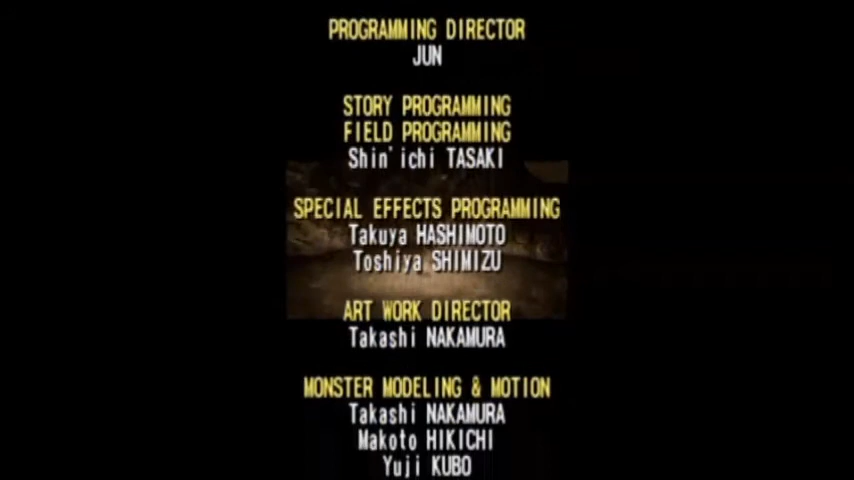 PROGRAMMING DIRECTOR
JUN
STORY PROGRAMMING
FIELD PROGRAMMING
Shin'ichi TASAKI
SPECIAL EFFECTS PROGRAMMING
Takuya HASHIMOTO
Toshiya SHIMIZU
ART WORK DIRECTOR
Takashi NAKAMURA
MONSTER MODELING & MOTION
Takashi NAKAMURA
Makoto HIKICHI
Yuji KUBO